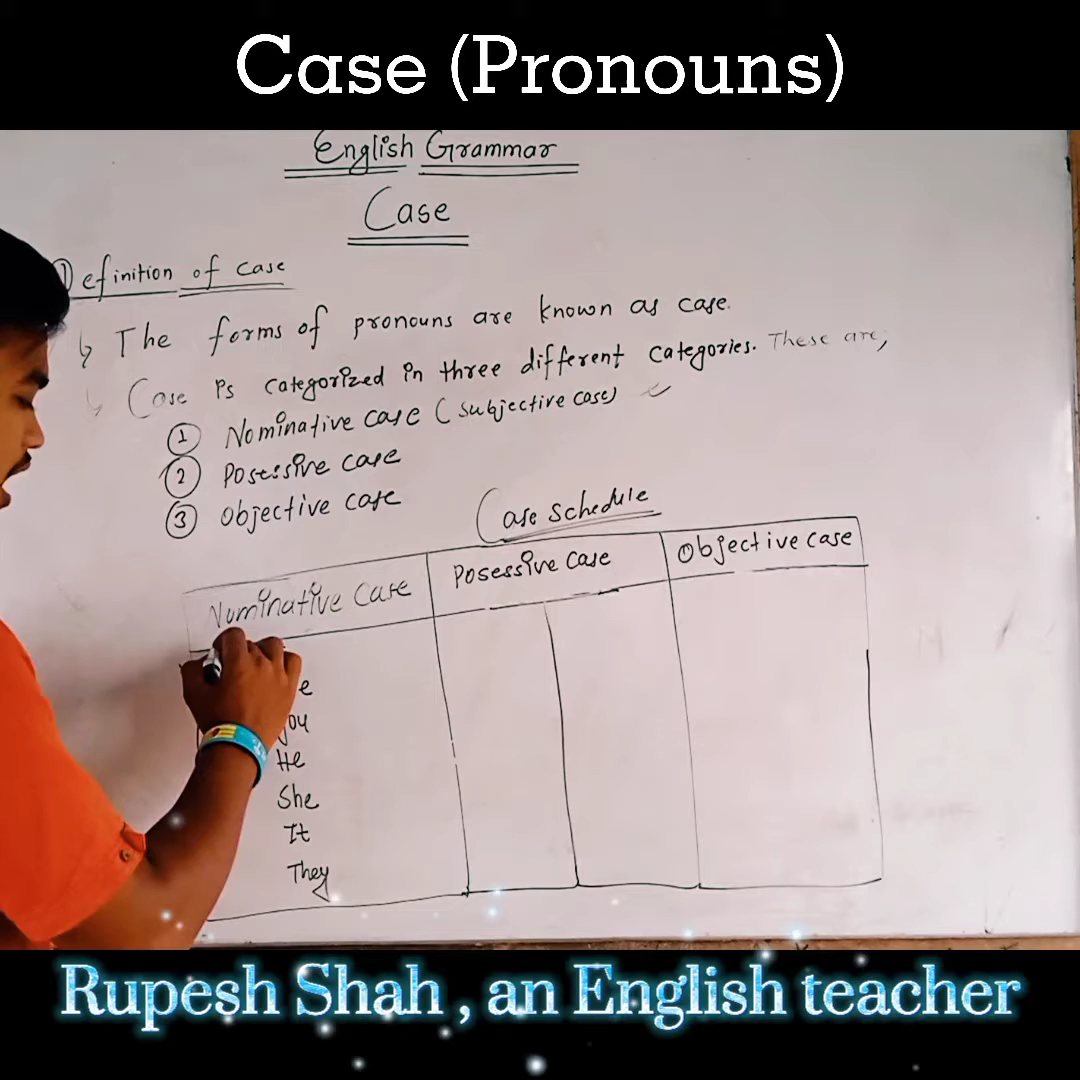 Case (Pronouns)
English Grammar
Case
Definition of case
↳ The forms of pronouns are known as case.
↳ Case is categorized in three different categories. These are,
① Nominative case (subjective case) ✓
② Posessive case
③ objective case
Case schedule
Nominative case Posessive case Objective case
you
He
She
It
They
Rupesh Shah , an English teacher